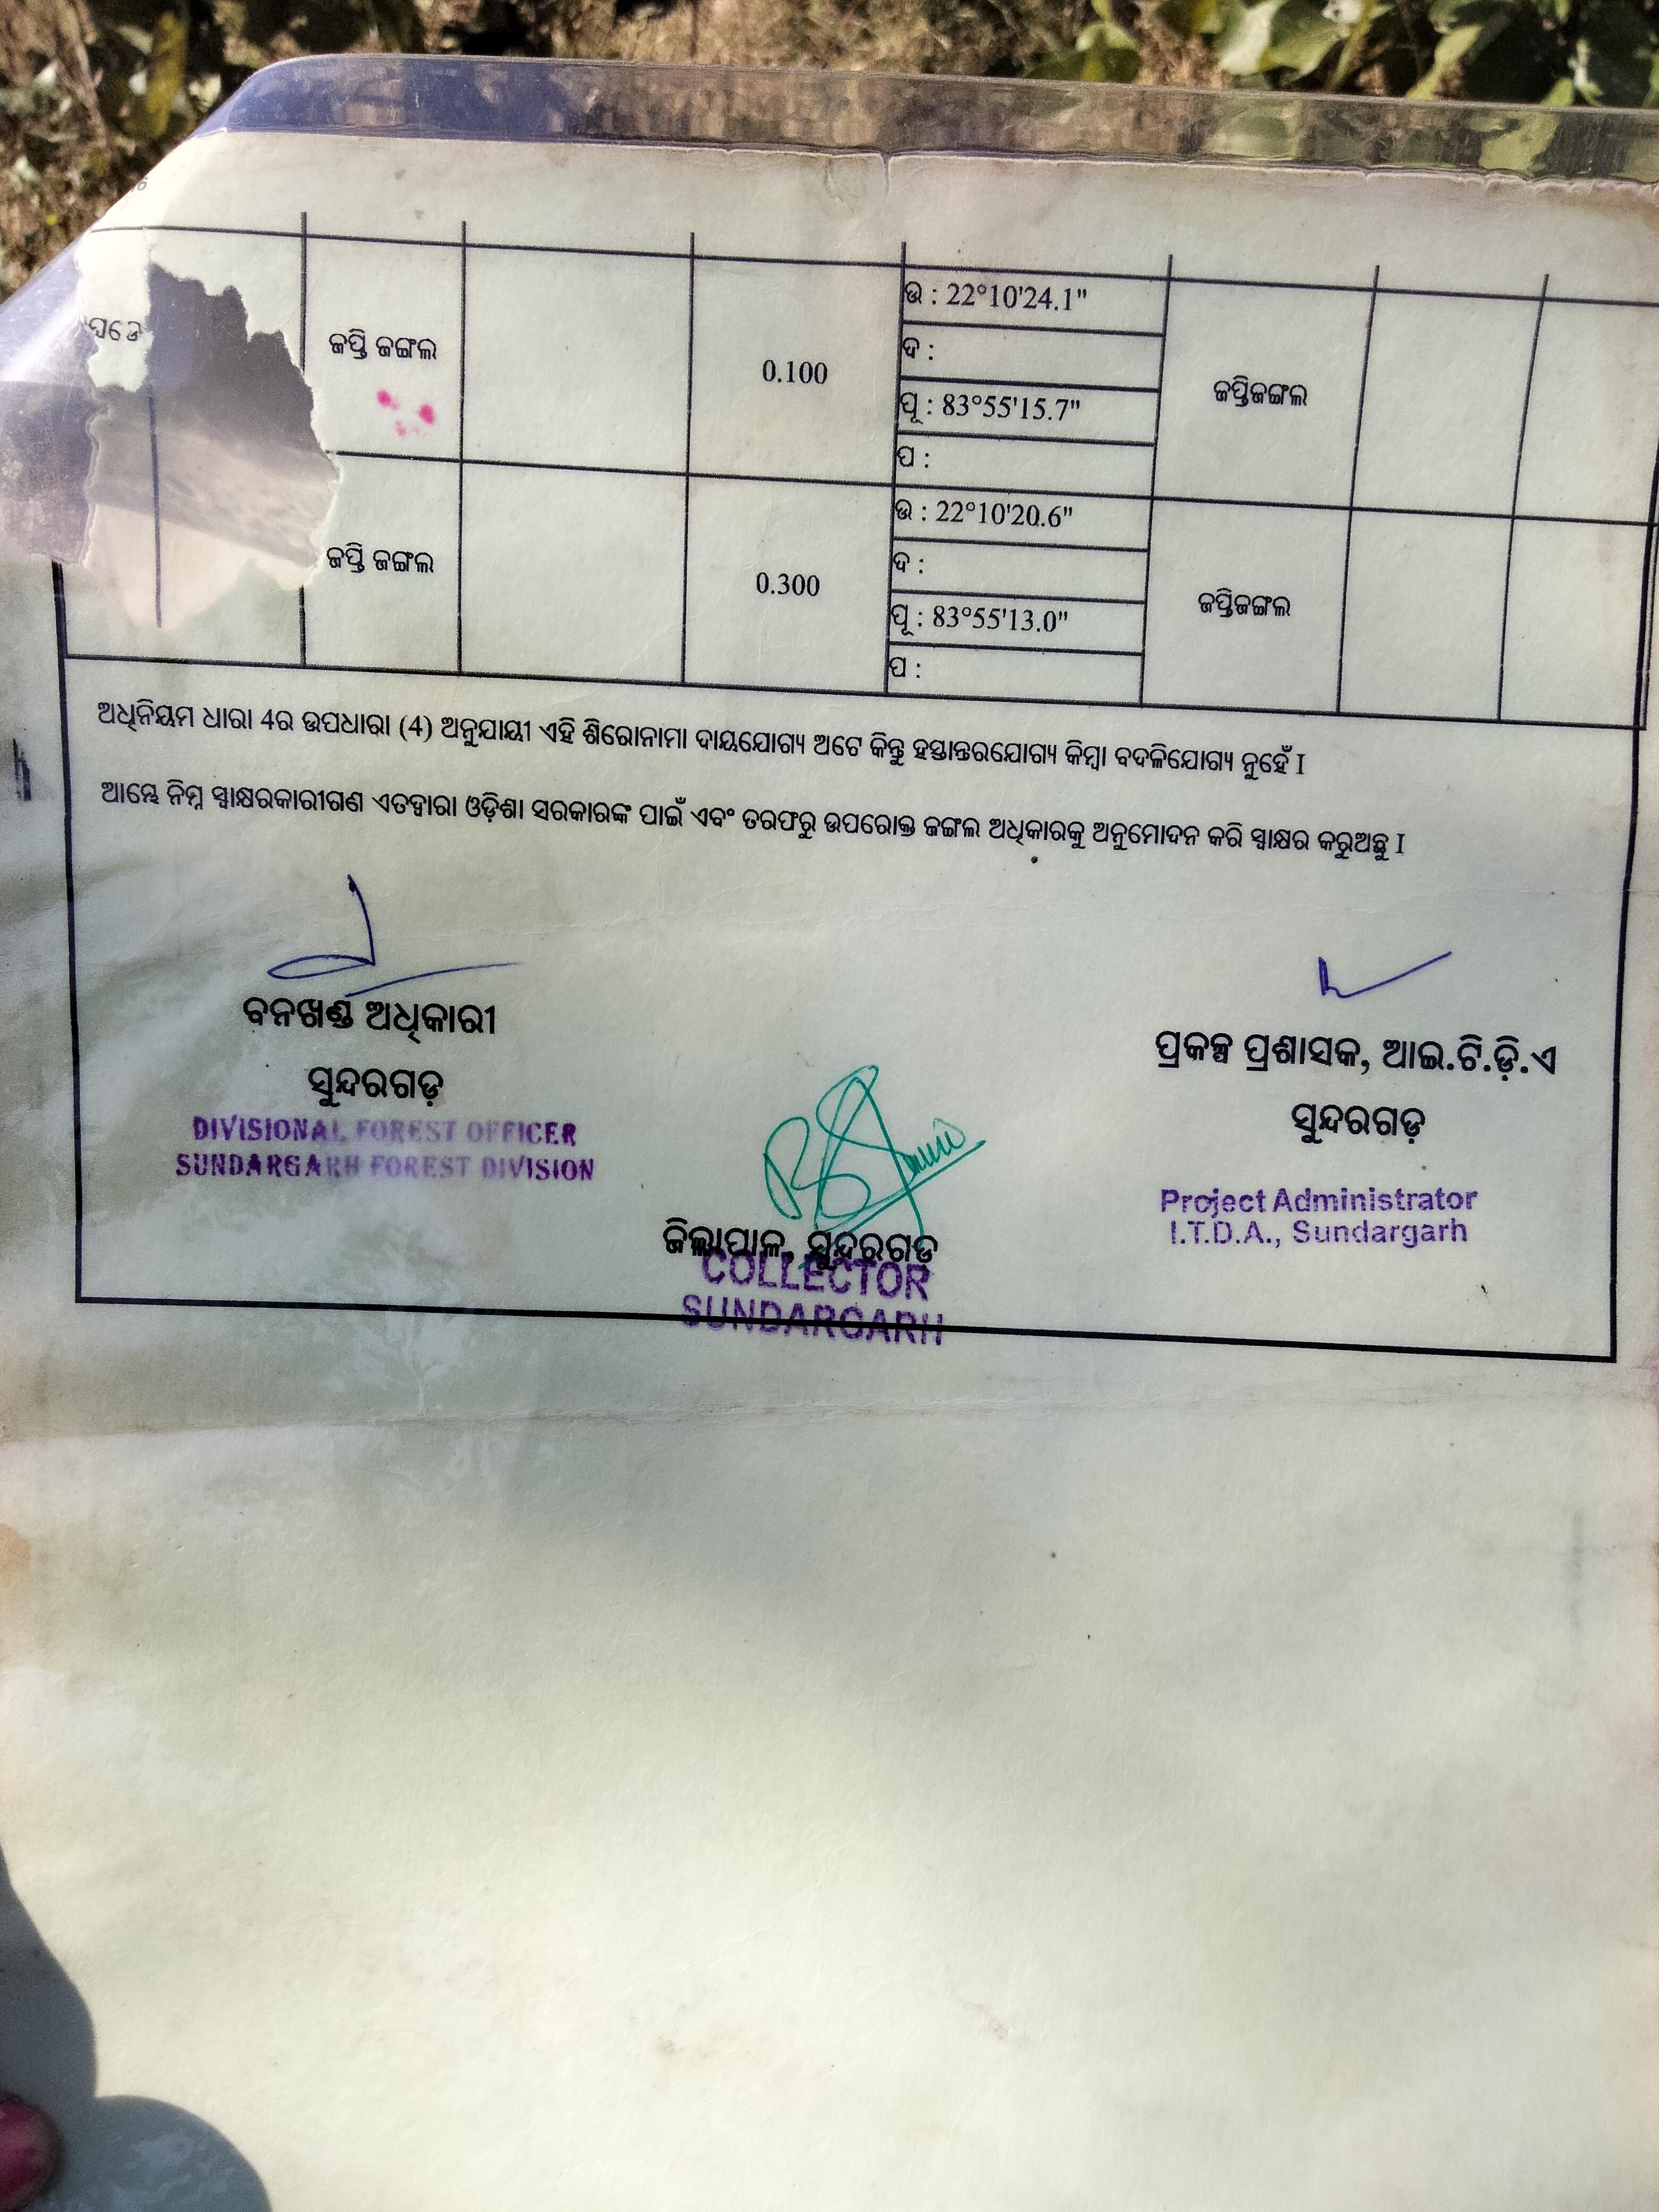 ଜପ୍ତି ଜଙ୍ଗଲ
0.100
ଉ : 22°10'24.1"
ଦ :
ପୂ : 83°55'15.7"
ପ :
ଜପ୍ତିଜଙ୍ଗଲ
ଜପ୍ତି ଜଙ୍ଗଲ
0.300
ଉ : 22°10'20.6"
ଦ :
ପୂ : 83°55'13.0"
ପ :
ଜପ୍ତିଜଙ୍ଗଲ
ଅଧିନିୟମ ଧାରା 4ର ଉପଧାରା (4) ଅନୁଯାୟୀ ଏହି ଶିରୋନାମା ଦାୟଯୋଗ୍ୟ ଅଟେ କିନ୍ତୁ ହସ୍ତାନ୍ତରଯୋଗ୍ୟ କିମ୍ବା ବଦଳିଯୋଗ୍ୟ ନୁହେଁ I
ଆମ୍ଭେ ନିମ୍ନ ସ୍ୱାକ୍ଷରକାରୀଗଣ ଏତଦ୍ୱାରା ଓଡ଼ିଶା ସରକାରଙ୍କ ପାଇଁ ଏବଂ ତରଫରୁ ଉପରୋକ୍ତ ଜଙ୍ଗଲ ଅଧିକାରକୁ ଅନୁମୋଦନ କରି ସ୍ୱାକ୍ଷର କରୁଅଛୁ I
ବନଖଣ୍ଡ ଅଧିକାରୀ
ସୁନ୍ଦରଗଡ଼
DIVISIONAL FOREST OFFICER
SUNDARGARH FOREST DIVISION
ଜିଲ୍ଲାପାଳ, ସୁନ୍ଦରଗଡ଼
COLLECTOR
SUNDARGARH
ପ୍ରକଳ୍ପ ପ୍ରଶାସକ, ଆଇ.ଟି.ଡ଼ି.ଏ
ସୁନ୍ଦରଗଡ଼
Project Administrator
I.T.D.A., Sundargarh